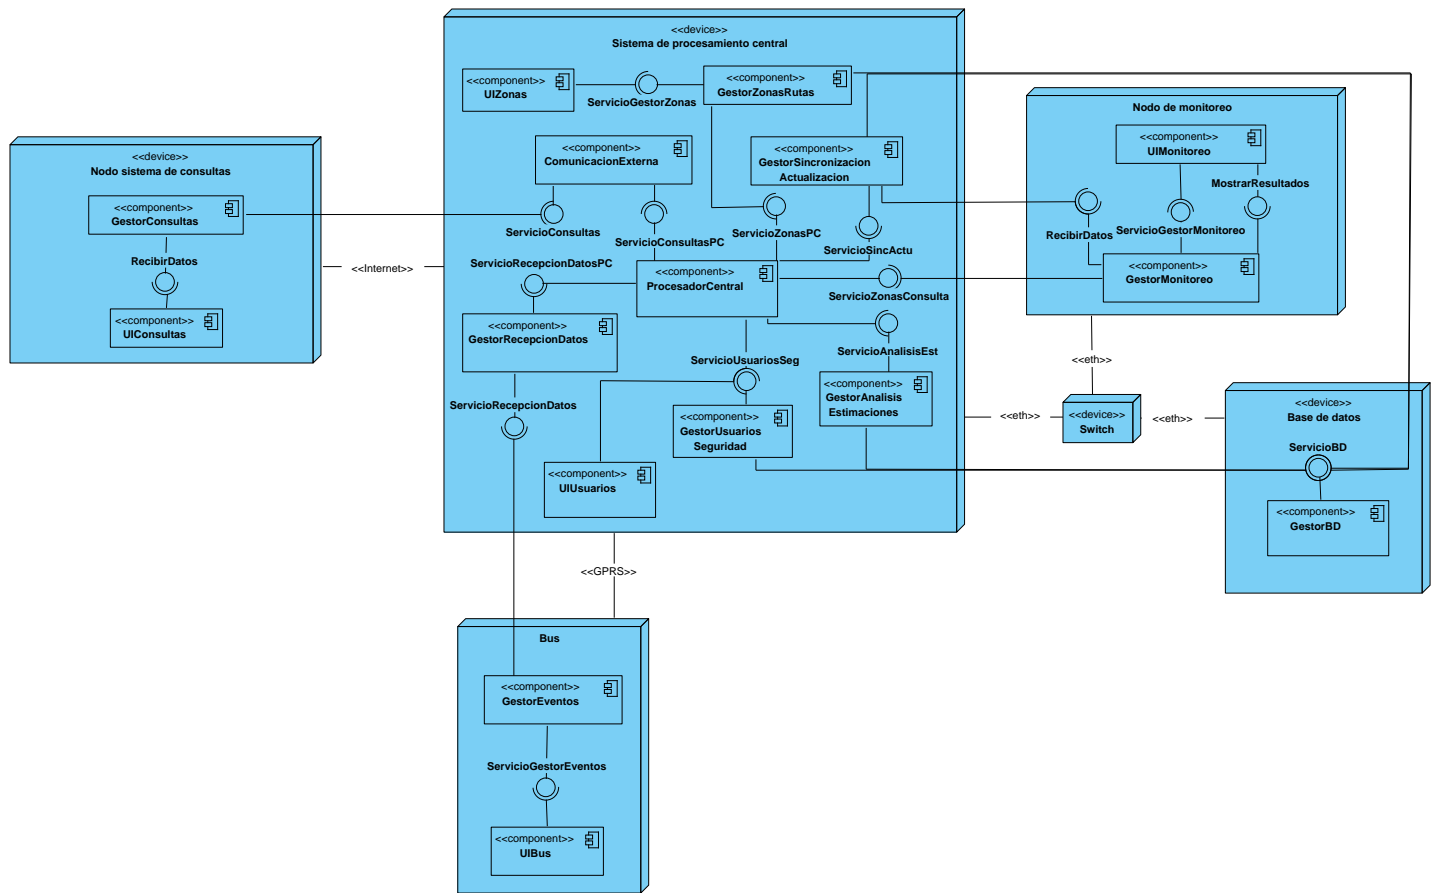 <<device>>
Sistema de procesamiento central
<<component>>
UIZonas
ServicioGestorZonas
<<component>>
GestorZonasRutas
<<component>>
ComunicacionExterna
<<component>>
GestorSincronizacion
Actualizacion
ServicioConsultas
ServicioConsultasPC
ServicioZonasPC
ServicioSincActu
ServicioRecepcionDatosPC
<<component>>
ProcesadorCentral
ServicioZonasConsulta
<<component>>
GestorRecepcionDatos
ServicioUsuariosSeg
ServicioAnalisisEst
ServicioRecepcionDatos
<<component>>
GestorUsuarios
Seguridad
<<component>>
GestorAnalisis
Estimaciones
<<component>>
UIUsuarios
<<device>>
Nodo sistema de consultas
<<component>>
GestorConsultas
RecibirDatos
<<component>>
UIConsultas
<<Internet>>
Nodo de monitoreo
<<component>>
UIMonitoreo
MostrarResultados
RecibirDatos
ServicioGestorMonitoreo
<<component>>
GestorMonitoreo
<<eth>>
<<eth>>
<<device>>
Switch
<<eth>>
<<device>>
Base de datos
ServicioBD
<<component>>
GestorBD
<<GPRS>>
Bus
<<component>>
GestorEventos
ServicioGestorEventos
<<component>>
UIBus